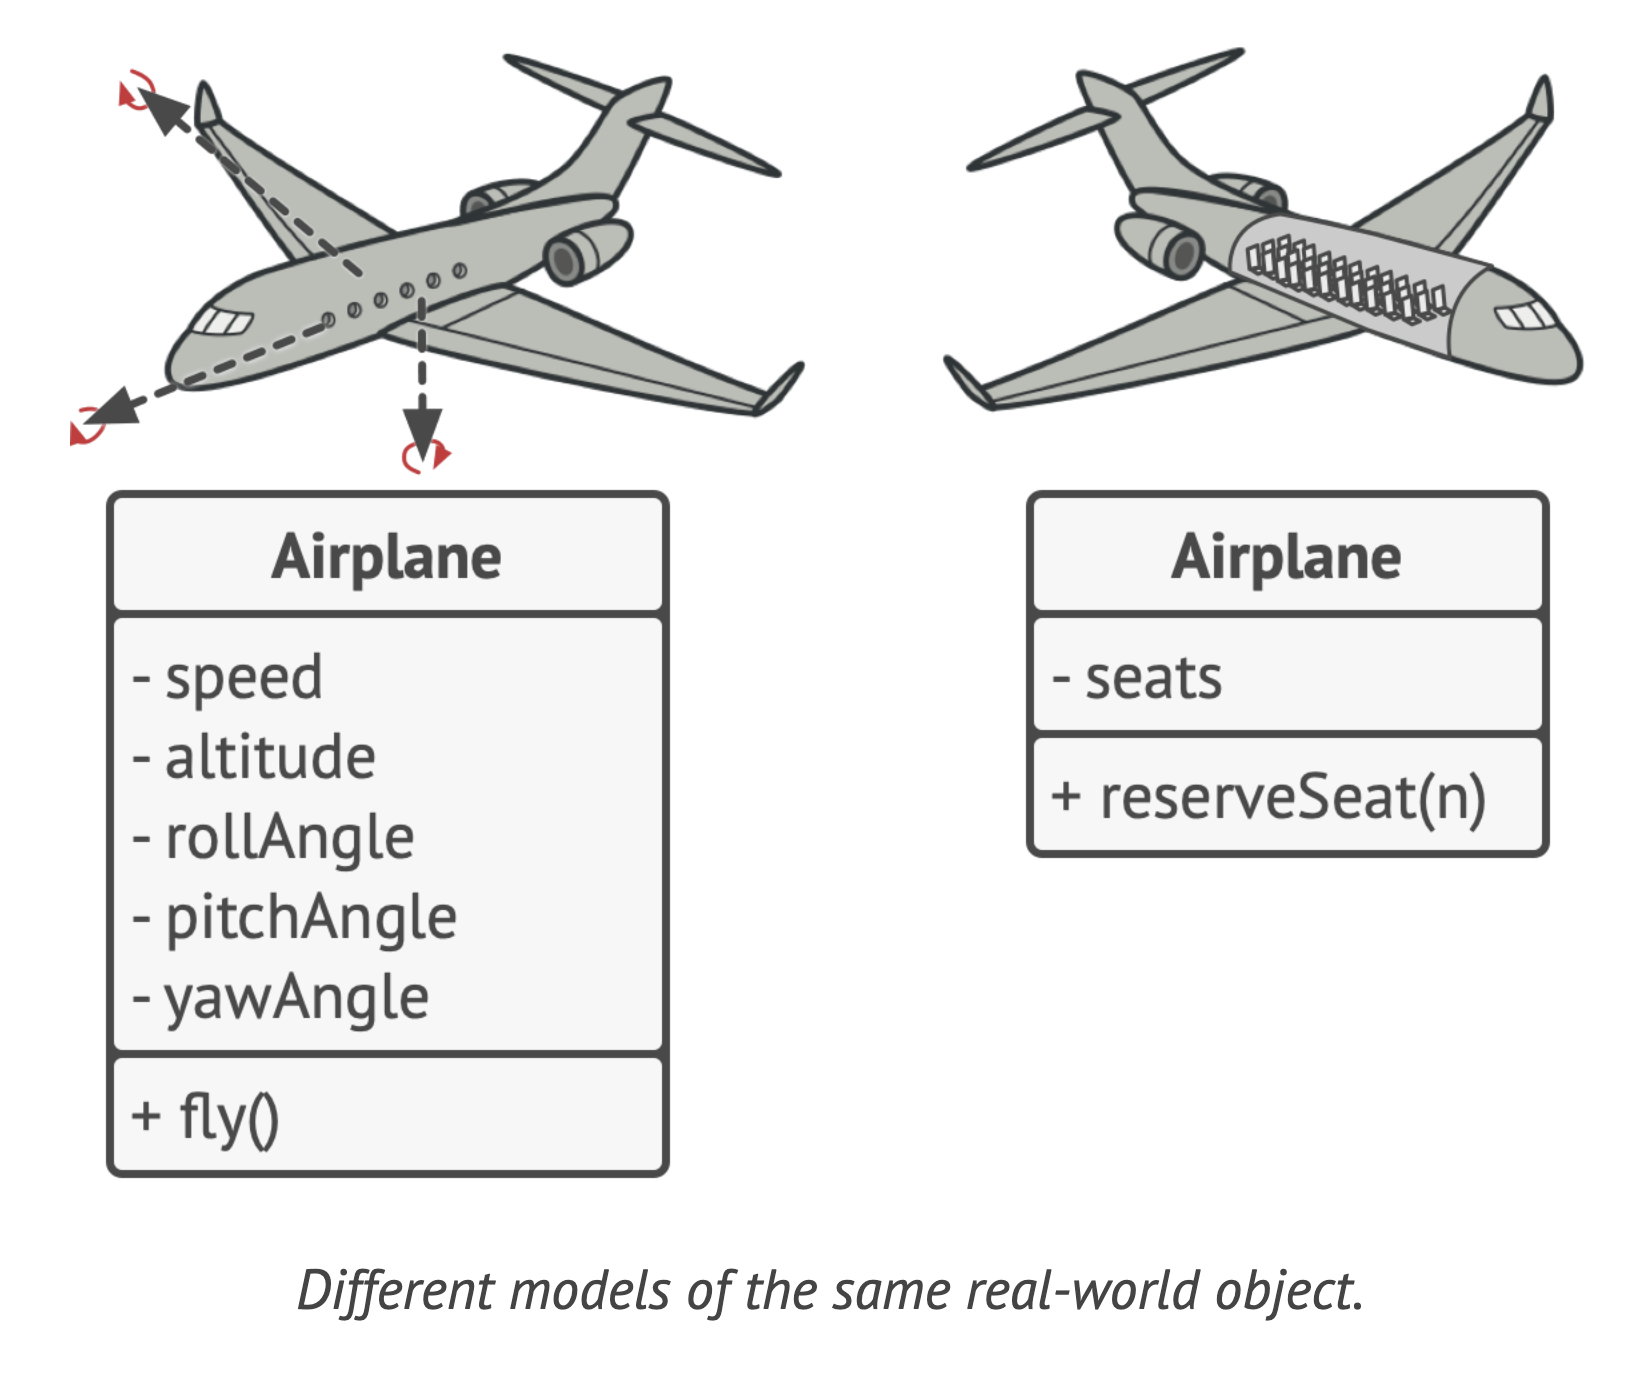 Airplane
- speed
- altitude
- rollAngle
- pitchAngle
- yawAngle
+ fly()
Airplane
- seats
+ reserveSeat(n)
Different models of the same real-world object.